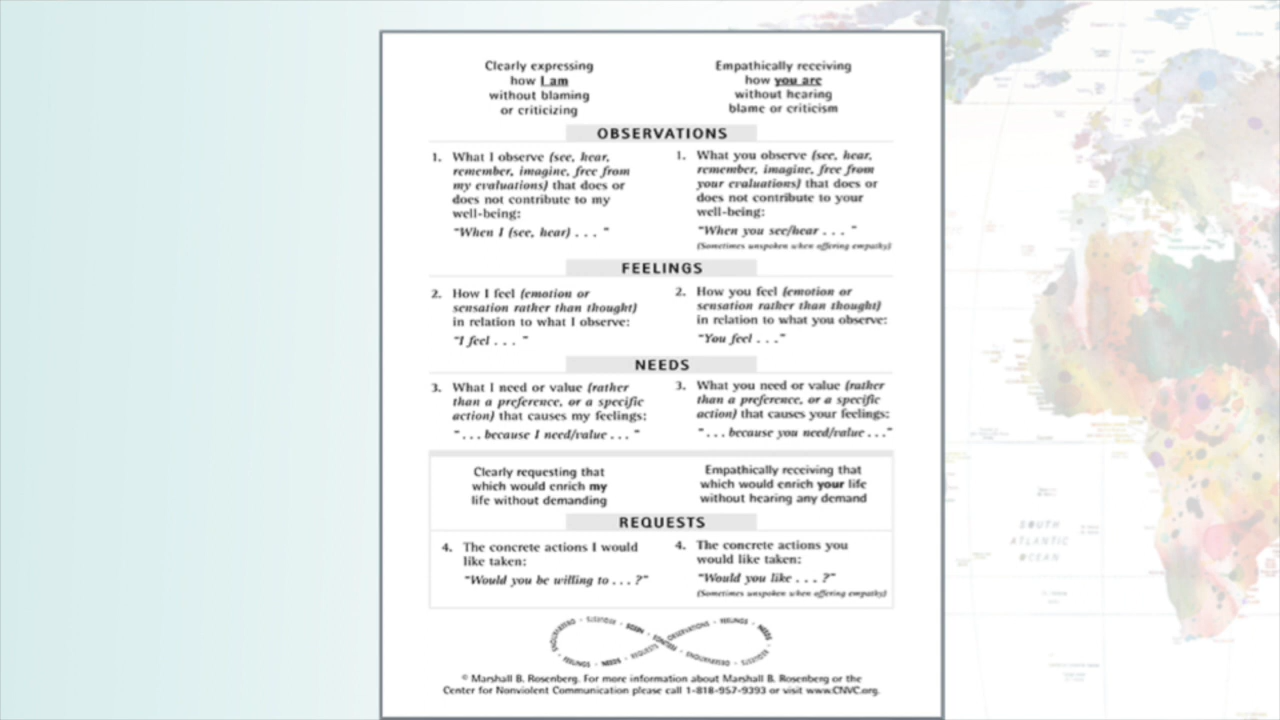 Clearly expressing
how I am
without blaming
or criticizing
Empathically receiving
how you are
without hearing
blame or criticism
OBSERVATIONS
1. What I observe (see, hear,
remember, imagine, free from
my evaluations) that does or
does not contribute to my
well-being:
"When I (see, hear) . . . "
1. What you observe (see, hear,
remember, imagine, free from
your evaluations) that does or
does not contribute to your
well-being:
"When you see/hear . . . "
(Sometimes unspoken when offering empathy)
FEELINGS
2. How I feel (emotion or
sensation rather than thought)
in relation to what I observe:
"I feel . . . "
2. How you feel (emotion or
sensation rather than thought)
in relation to what you observe:
"You feel . . ."
NEEDS
3. What I need or value (rather
than a preference, or a specific
action) that causes my feelings:
" . . . because I need/value . . . "
3. What you need or value (rather
than a preference, or a specific
action) that causes your feelings:
" . . . because you need/value . . ."
Clearly requesting that
which would enrich my
life without demanding
Empathically receiving that
which would enrich your life
without hearing any demand
REQUESTS
4. The concrete actions I would
like taken:
"Would you be willing to . . . ?"
4. The concrete actions you
would like taken:
"Would you like . . . ?"
(Sometimes unspoken when offering empathy)
OBSERVATIONS - FEELINGS - NEEDS -
REQUESTS
FEELINGS - NEEDS - REQUESTS
© Marshall B. Rosenberg. For more information about Marshall B. Rosenberg or the
Center for Nonviolent Communication please call 1-818-957-9393 or visit www.CNVC.org.
SOUTH
ATLANTIC
OCEAN